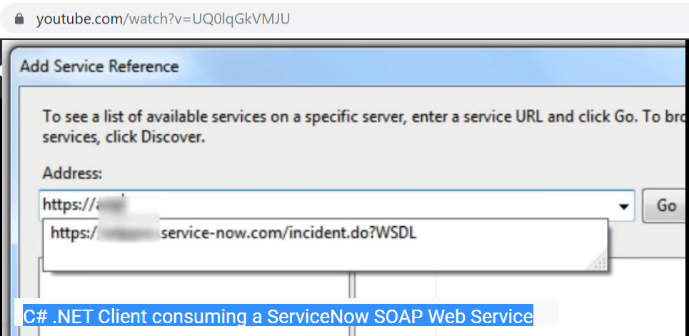 youtube.com/watch?v=UQ0lqGkVMJU
Add Service Reference
To see a list of available services on a specific server, enter a service URL and click Go. To bro
services, click Discover.
Address:
https://
Go
https:/ .service-now.com/incident.do?WSDL
C# .NET Client consuming a ServiceNow SOAP Web Service